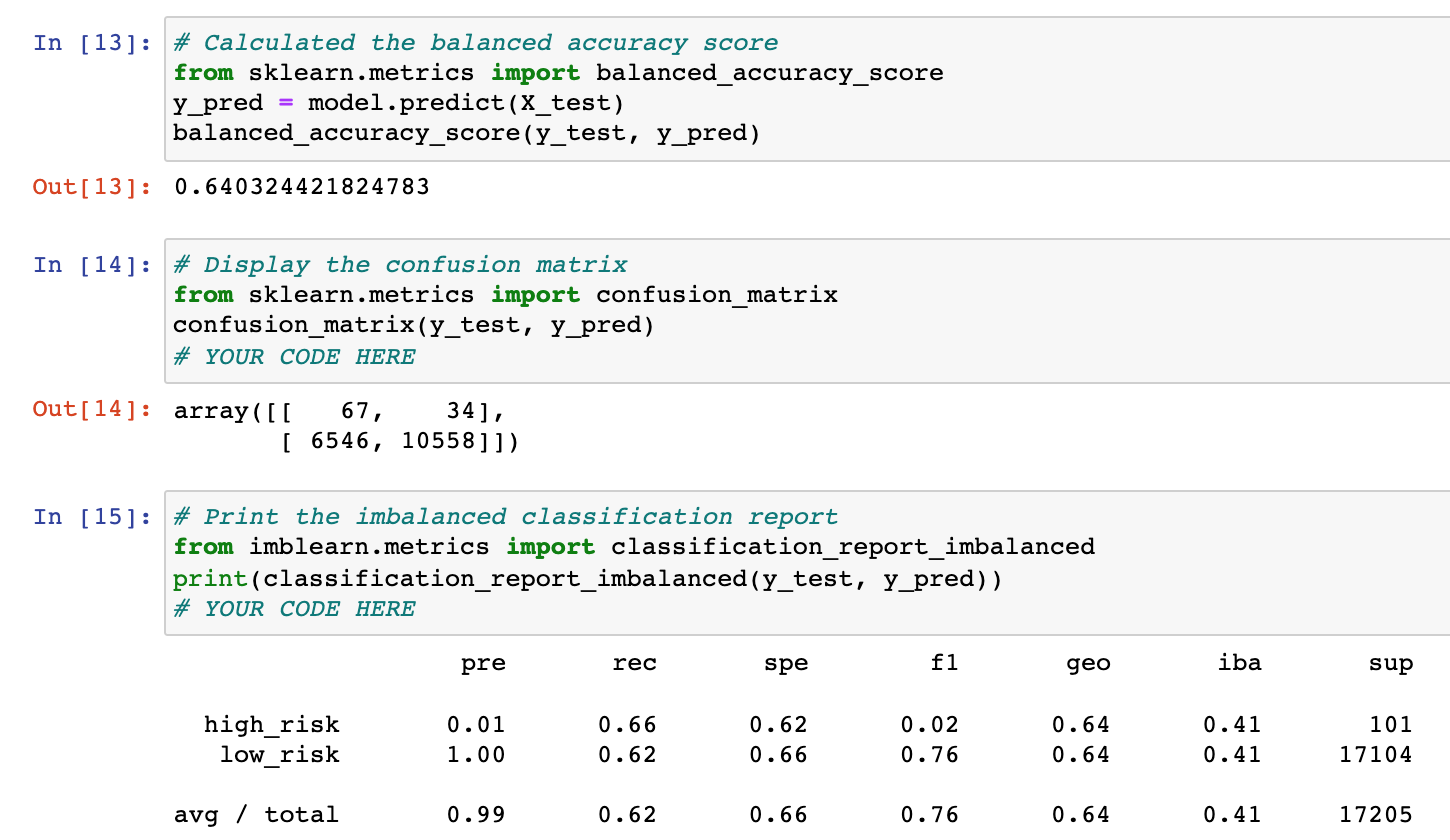 In [13]: # Calculated the balanced accuracy score
from sklearn.metrics import balanced_accuracy_score
y_pred = model.predict(X_test)
balanced_accuracy_score(y_test, y_pred)
Out[13]: 0.640324421824783
In [14]: # Display the confusion matrix
from sklearn.metrics import confusion_matrix
confusion_matrix(y_test, y_pred)
# YOUR CODE HERE
Out[14]: array([[   67,    34],
       [ 6546, 10558]])
In [15]: # Print the imbalanced classification report
from imblearn.metrics import classification_report_imbalanced
print(classification_report_imbalanced(y_test, y_pred))
# YOUR CODE HERE
pre rec spe f1 geo iba sup
high_risk 0.01 0.66 0.62 0.02 0.64 0.41 101
low_risk 1.00 0.62 0.66 0.76 0.64 0.41 17104
avg / total 0.99 0.62 0.66 0.76 0.64 0.41 17205